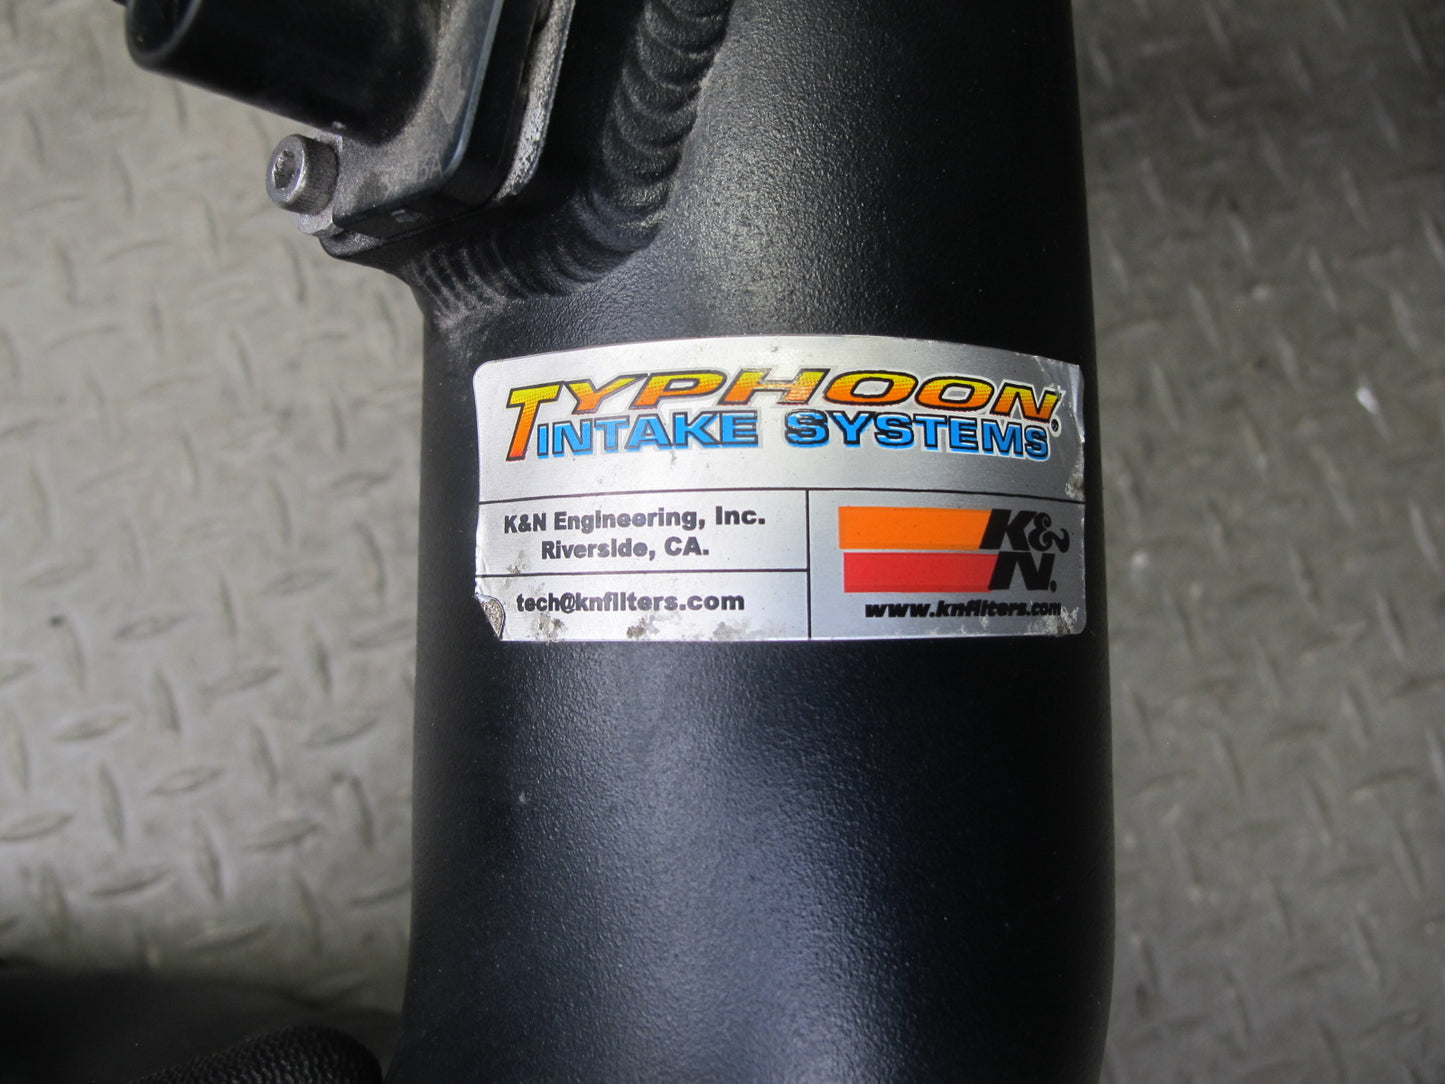 TYPHOON®
INTAKE SYSTEMS
K&N Engineering, Inc.
Riverside, CA.
tech@knfilters.com
K&N.
www.knfilters.com